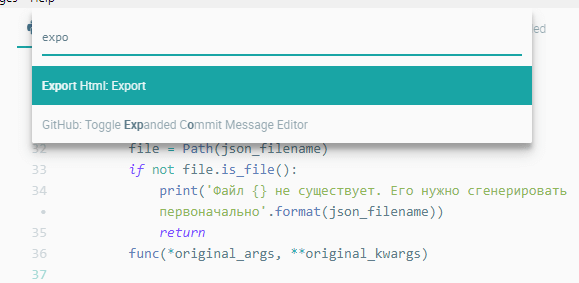 Help
expo
ed
Export Html: Export
GitHub: Toggle Expanded Commit Message Editor
32 file = Path(json_filename)
33 if not file.is_file():
34 print('Файл {} не существует. Его нужно сгенерировать
• первоначально'.format(json_filename))
35 return
36 func(*original_args, **original_kwargs)
37